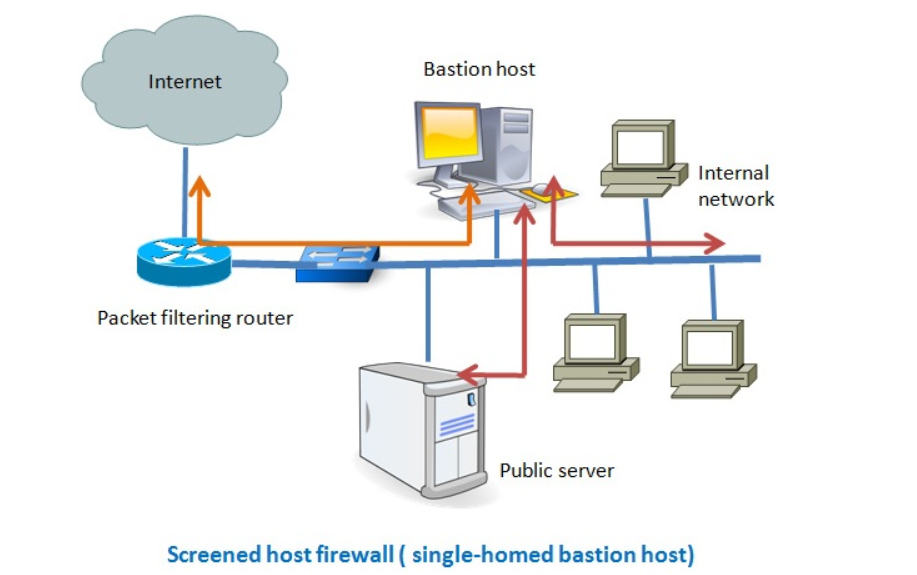 Internet
Bastion host
Internal
network
Packet filtering router
Public server
Screened host firewall ( single-homed bastion host)